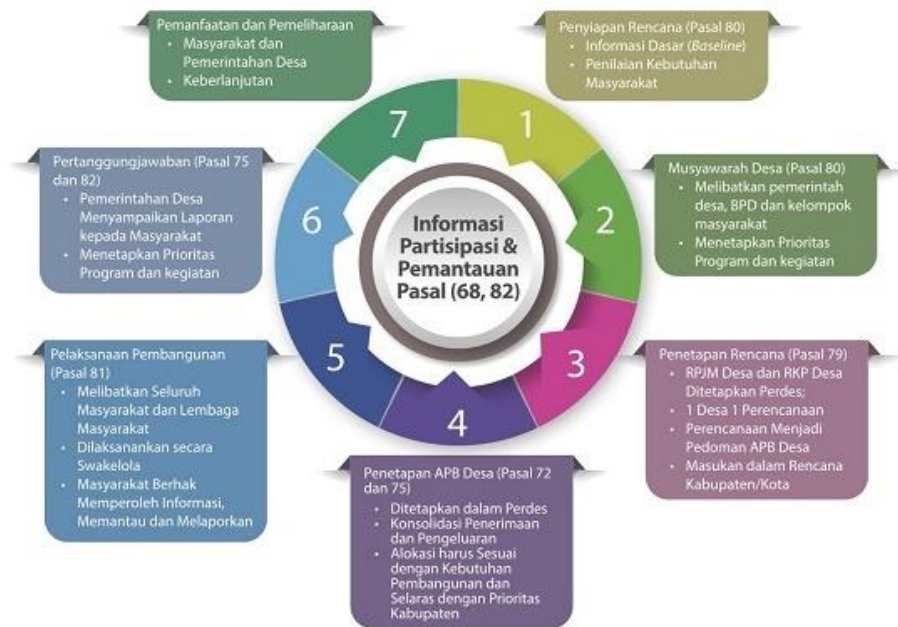 Pemanfaatan dan Pemeliharaan
• Masyarakat dan
Pemerintahan Desa
• Keberlanjutan
Penyiapan Rencana (Pasal 80)
• Informasi Dasar (Baseline)
• Penilaian Kebutuhan
Masyarakat
7
1
Pertanggungjawaban (Pasal 75
dan 82)
• Pemerintahan Desa
Menyampaikan Laporan
kepada Masyarakat
• Menetapkan Prioritas
Program dan kegiatan
6
2
Informasi
Partisipasi &
Pemantauan
Pasal (68, 82)
Musyawarah Desa (Pasal 80)
• Melibatkan pemerintah
desa, BPD dan kelompok
masyarakat
• Menetapkan Prioritas
Program dan kegiatan
5
3
4
Pelaksanaan Pembangunan
(Pasal 81)
• Melibatkan Seluruh
Masyarakat dan Lembaga
Masyarakat
• Dilaksanankan secara
Swakelola
• Masyarakat Berhak
Memperoleh Informasi,
Memantau dan Melaporkan
Penetapan Rencana (Pasal 79)
• RPJM Desa dan RKP Desa
Ditetapkan Perdes;
• 1 Desa 1 Perencanaan
• Perencanaan Menjadi
Pedoman APB Desa
• Masukan dalam Rencana
Kabupaten/Kota
Penetapan APB Desa (Pasal 72
dan 75)
• Ditetapkan dalam Perdes
• Konsolidasi Penerimaan
dan Pengeluaran
• Alokasi harus Sesuai
dengan Kebutuhan
Pembangunan dan
Selaras dengan Prioritas
Kabupaten